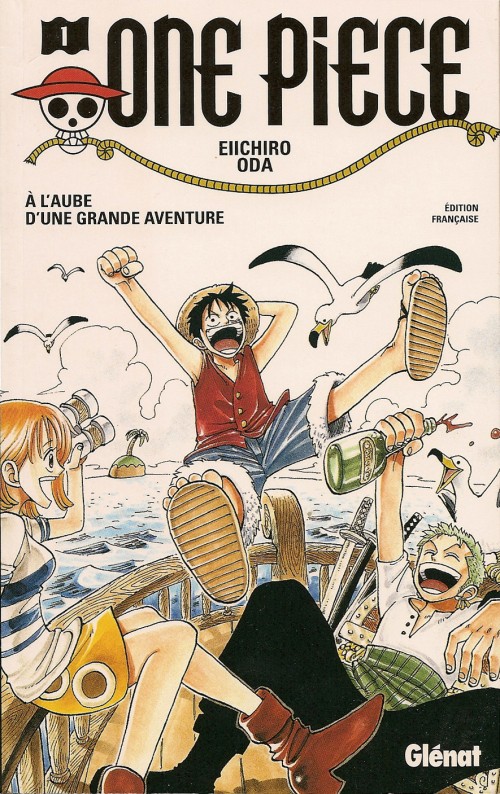 1
ONE PIECE
EIICHIRO
ODA
À L'AUBE
D'UNE GRANDE AVENTURE
ÉDITION
FRANÇAISE
Glénat